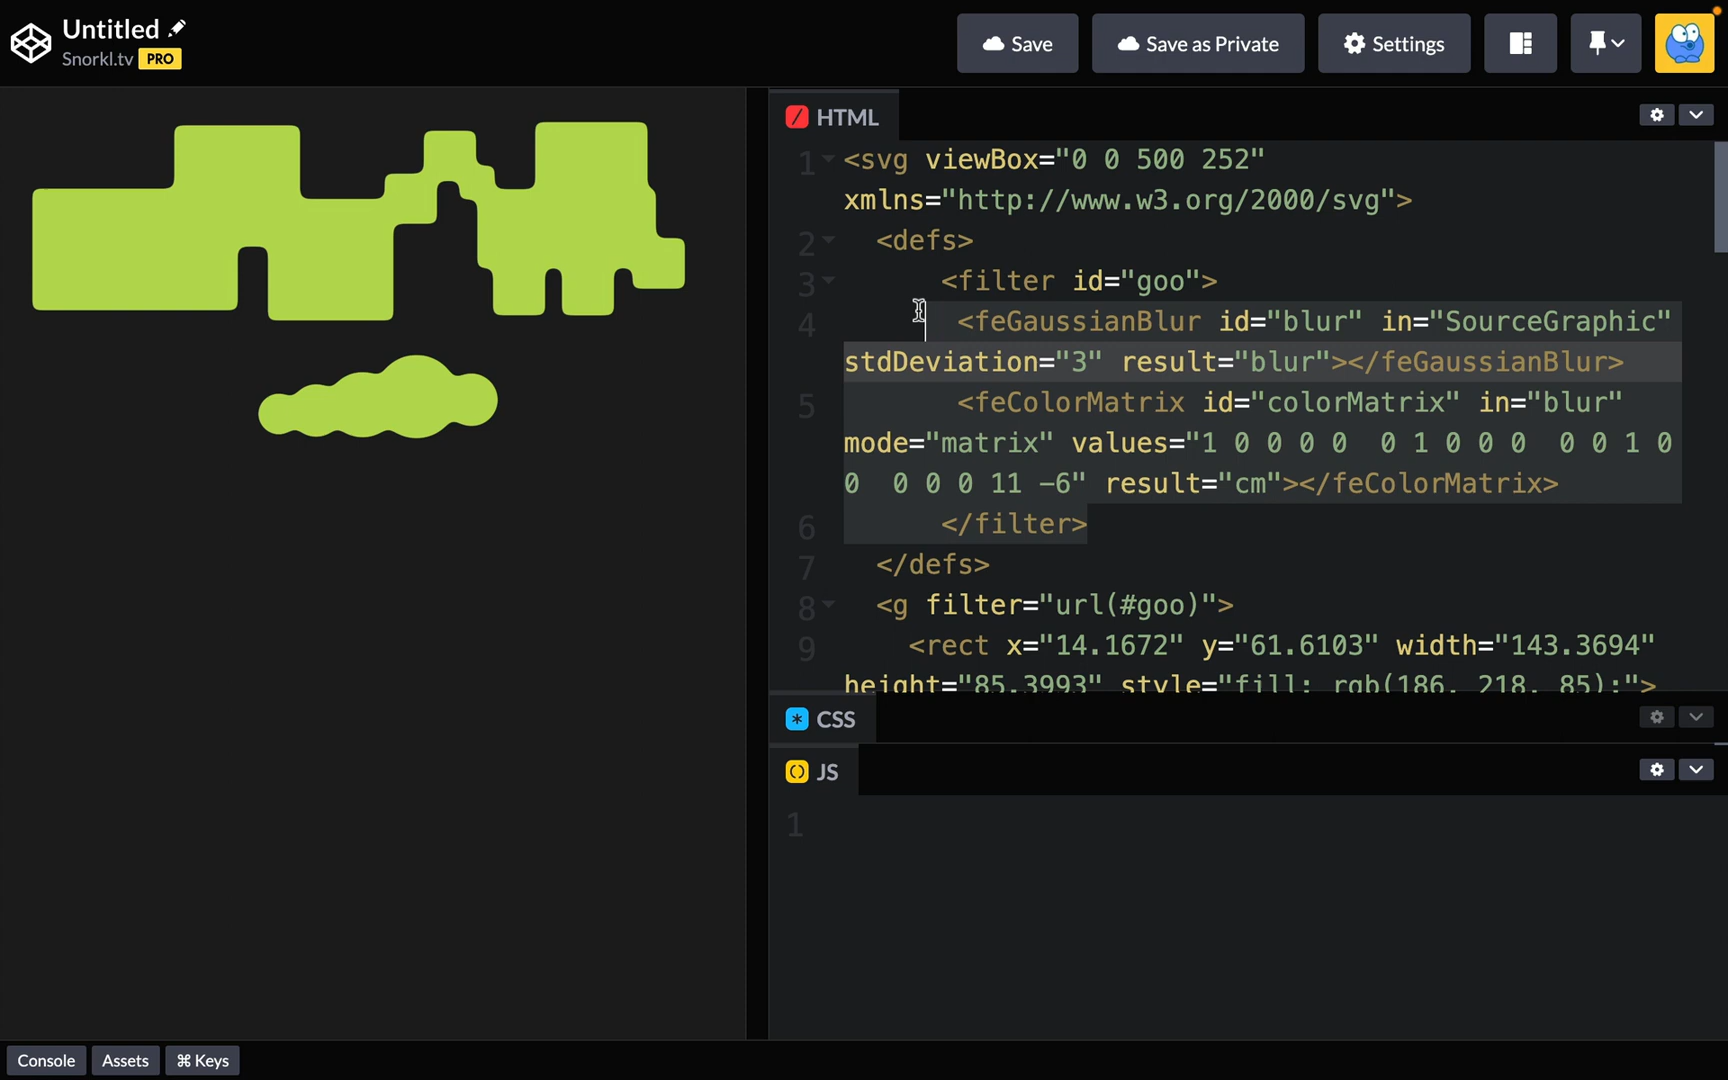 Untitled
Snorkl.tv PRO
Save
Save as Private
Settings
HTML
1 <svg viewBox="0 0 500 252"
xmlns="http://www.w3.org/2000/svg">
2 <defs>
3 <filter id="goo">
4 <feGaussianBlur id="blur" in="SourceGraphic"
stdDeviation="3" result="blur"></feGaussianBlur>
5 <feColorMatrix id="colorMatrix" in="blur"
mode="matrix" values="1 0 0 0 0  0 1 0 0 0  0 0 1 0
0  0 0 0 11 -6" result="cm"></feColorMatrix>
6 </filter>
7 </defs>
8 <g filter="url(#goo)">
9 <rect x="14.1672" y="61.6103" width="143.3694"
height="85.3993" style="fill: rgb(186, 218, 85);">
CSS
JS
1
Console
Assets
⌘ Keys